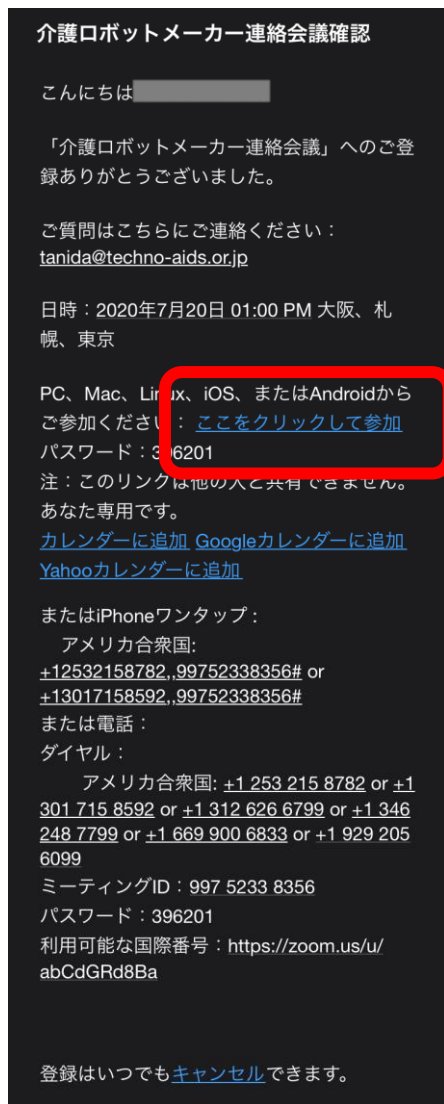 介護ロボットメーカー連絡会議確認
こんにちは
「介護ロボットメーカー連絡会議」へのご登
録ありがとうございました。
ご質問はこちらにご連絡ください：
tanida@techno-aids.or.jp
日時：2020年7月20日 01:00 PM 大阪、札
幌、東京
PC、Mac、Linux、iOS、またはAndroidから
ご参加ください： ここをクリックして参加
パスワード：396201
注：このリンクは他の人と共有できません。
あなた専用です。
カレンダーに追加 Googleカレンダーに追加
Yahooカレンダーに追加
またはiPhoneワンタップ :
アメリカ合衆国:
+12532158782,,99752338356# or
+13017158592,,99752338356#
または電話：
ダイヤル：
アメリカ合衆国: +1 253 215 8782 or +1
301 715 8592 or +1 312 626 6799 or +1 346
248 7799 or +1 669 900 6833 or +1 929 205
6099
ミーティングID：997 5233 8356
パスワード：396201
利用可能な国際番号：https://zoom.us/u/
abCdGRd8Ba
登録はいつでもキャンセルできます。